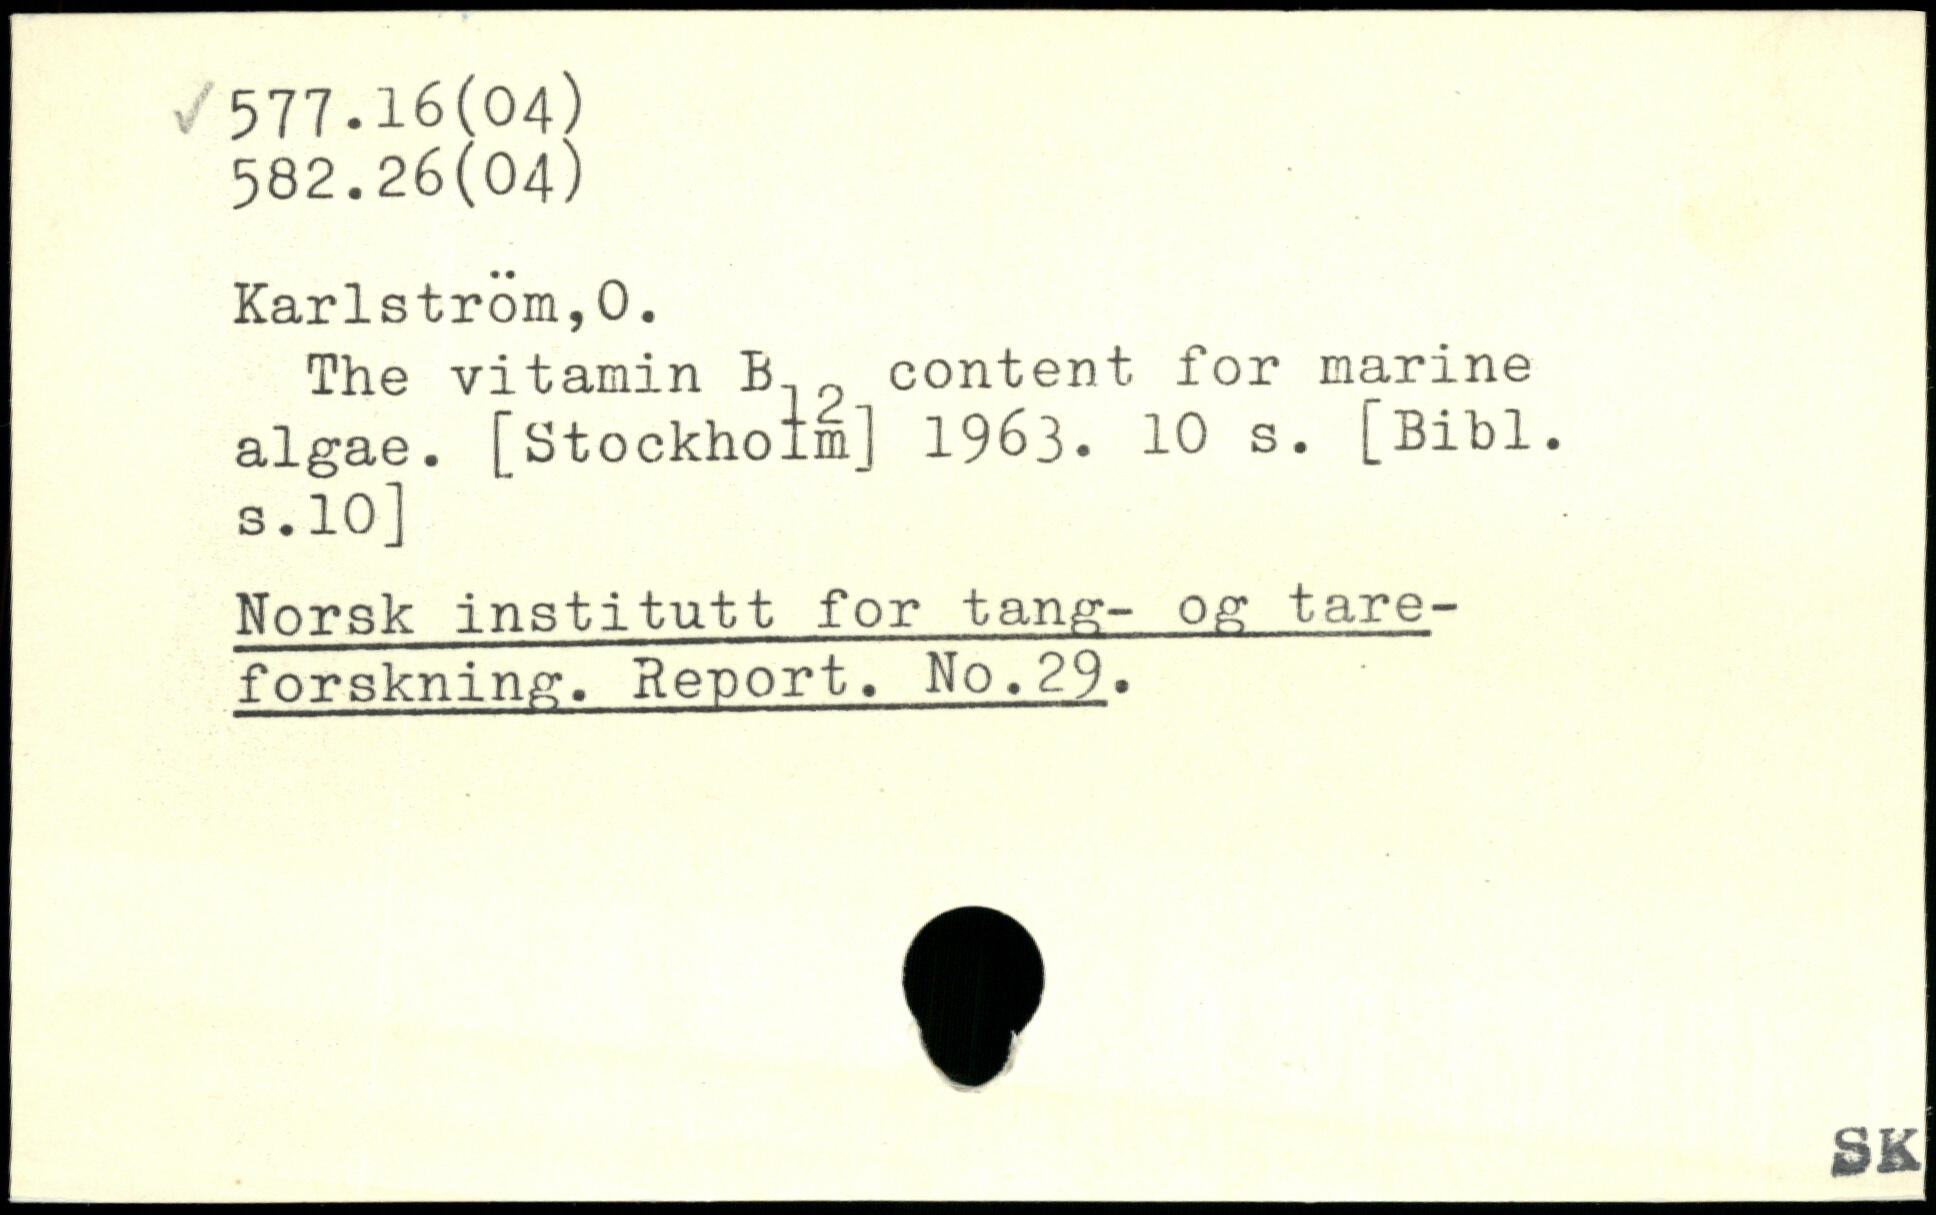 ✓577.16(04)
582.26(04)
Karlström,O.
The vitamin B₁₂ content for marine
algae. [Stockholm] 1963. 10 s. [Bibl.
s.10]
Norsk institutt for tang- og tare-
forskning. Report. No.29.
SK